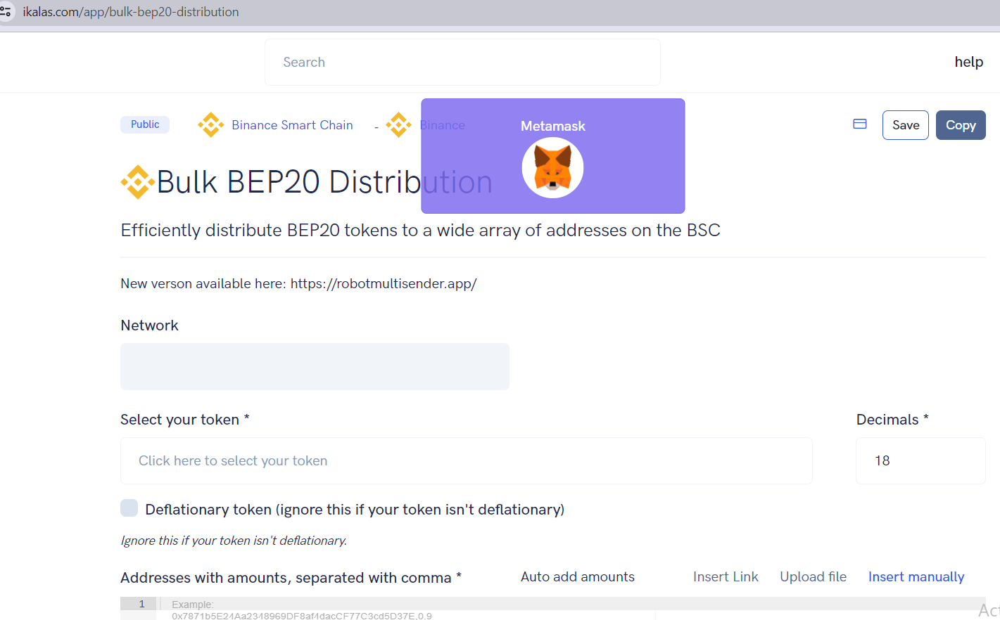 ikalas.com/app/bulk-bep20-distribution
Search
help
Public
Binance Smart Chain - Binance
Metamask
Save
Copy
Bulk BEP20 Distribution
Efficiently distribute BEP20 tokens to a wide array of addresses on the BSC
New verson available here: https://robotmultisender.app/
Network
Select your token *
Decimals *
Click here to select your token
18
Deflationary token (ignore this if your token isn't deflationary)
Ignore this if your token isn't deflationary.
Addresses with amounts, separated with comma *
Auto add amounts
Insert Link
Upload file
Insert manually
1
Example:
0x7871b5E24Aa2348969DF8af4dacCF77C3cd5D37E,0.9